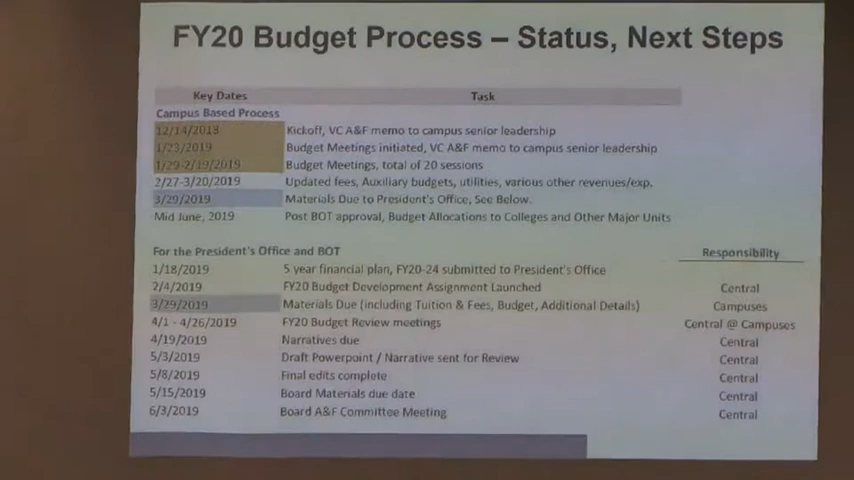 FY20 Budget Process – Status, Next Steps
Key Dates Task
Campus Based Process
12/14/2018 Kickoff, VC A&F memo to campus senior leadership
1/23/2019 Budget Meetings initiated, VC A&F memo to campus senior leadership
1/29-2/19/2019 Budget Meetings, total of 20 sessions
2/27-3/20/2019 Updated fees, Auxiliary budgets, utilities, various other revenues/exp.
3/29/2019 Materials Due to President's Office, See Below.
Mid June, 2019 Post BOT approval, Budget Allocations to Colleges and Other Major Units
For the President's Office and BOT Responsibility
1/18/2019 5 year financial plan, FY20-24 submitted to President's Office
2/4/2019 FY20 Budget Development Assignment Launched Central
3/29/2019 Materials Due (including Tuition & Fees, Budget, Additional Details) Campuses
4/1 - 4/26/2019 FY20 Budget Review meetings Central @ Campuses
4/19/2019 Narratives due Central
5/3/2019 Draft Powerpoint / Narrative sent for Review Central
5/8/2019 Final edits complete Central
5/15/2019 Board Materials due date Central
6/3/2019 Board A&F Committee Meeting Central